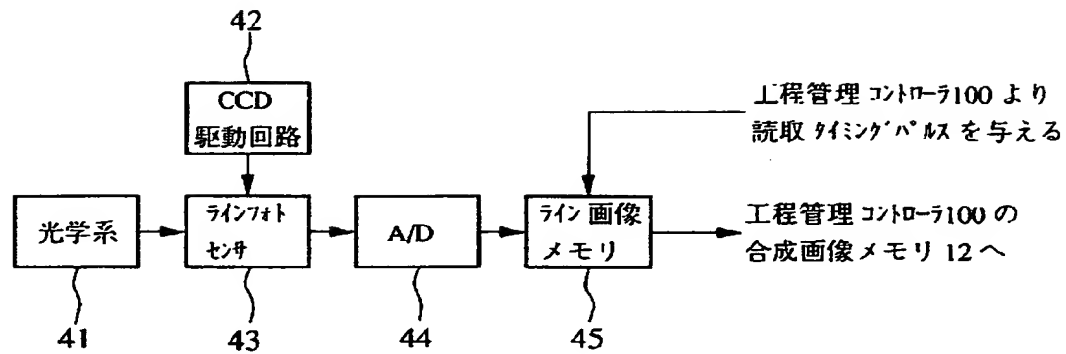 42
CCD
駆動回路
工程管理 コントローラ100 より
読取 タイミングパルス を与える
光学系
ラインフォト
センサ
A/D
ライン 画像
メモリ
工程管理 コントローラ100 の
合成画像メモリ 12へ
41
43
44
45